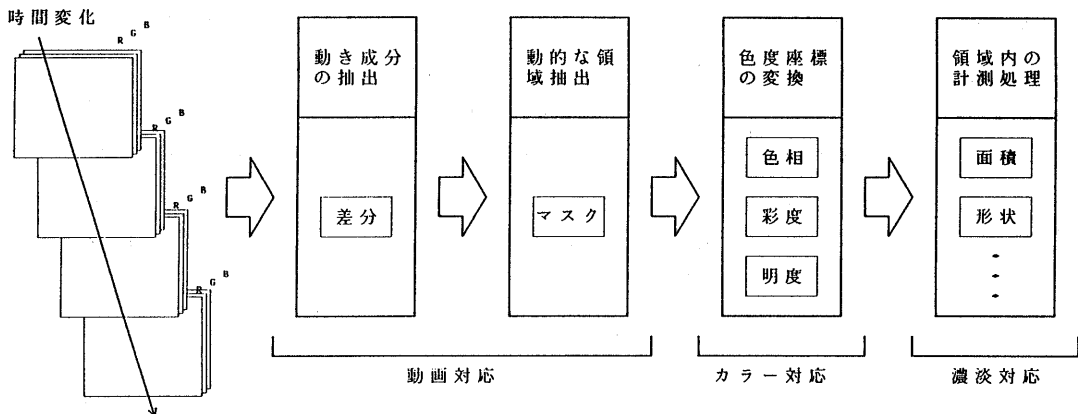 時間変化
R G B
R G B
R G B
R G B
動き成分
の抽出
差分
動的な領
域抽出
マスク
色度座標
の変換
色相
彩度
明度
領域内の
計測処理
面積
形状
動画対応
カラー対応
濃淡対応